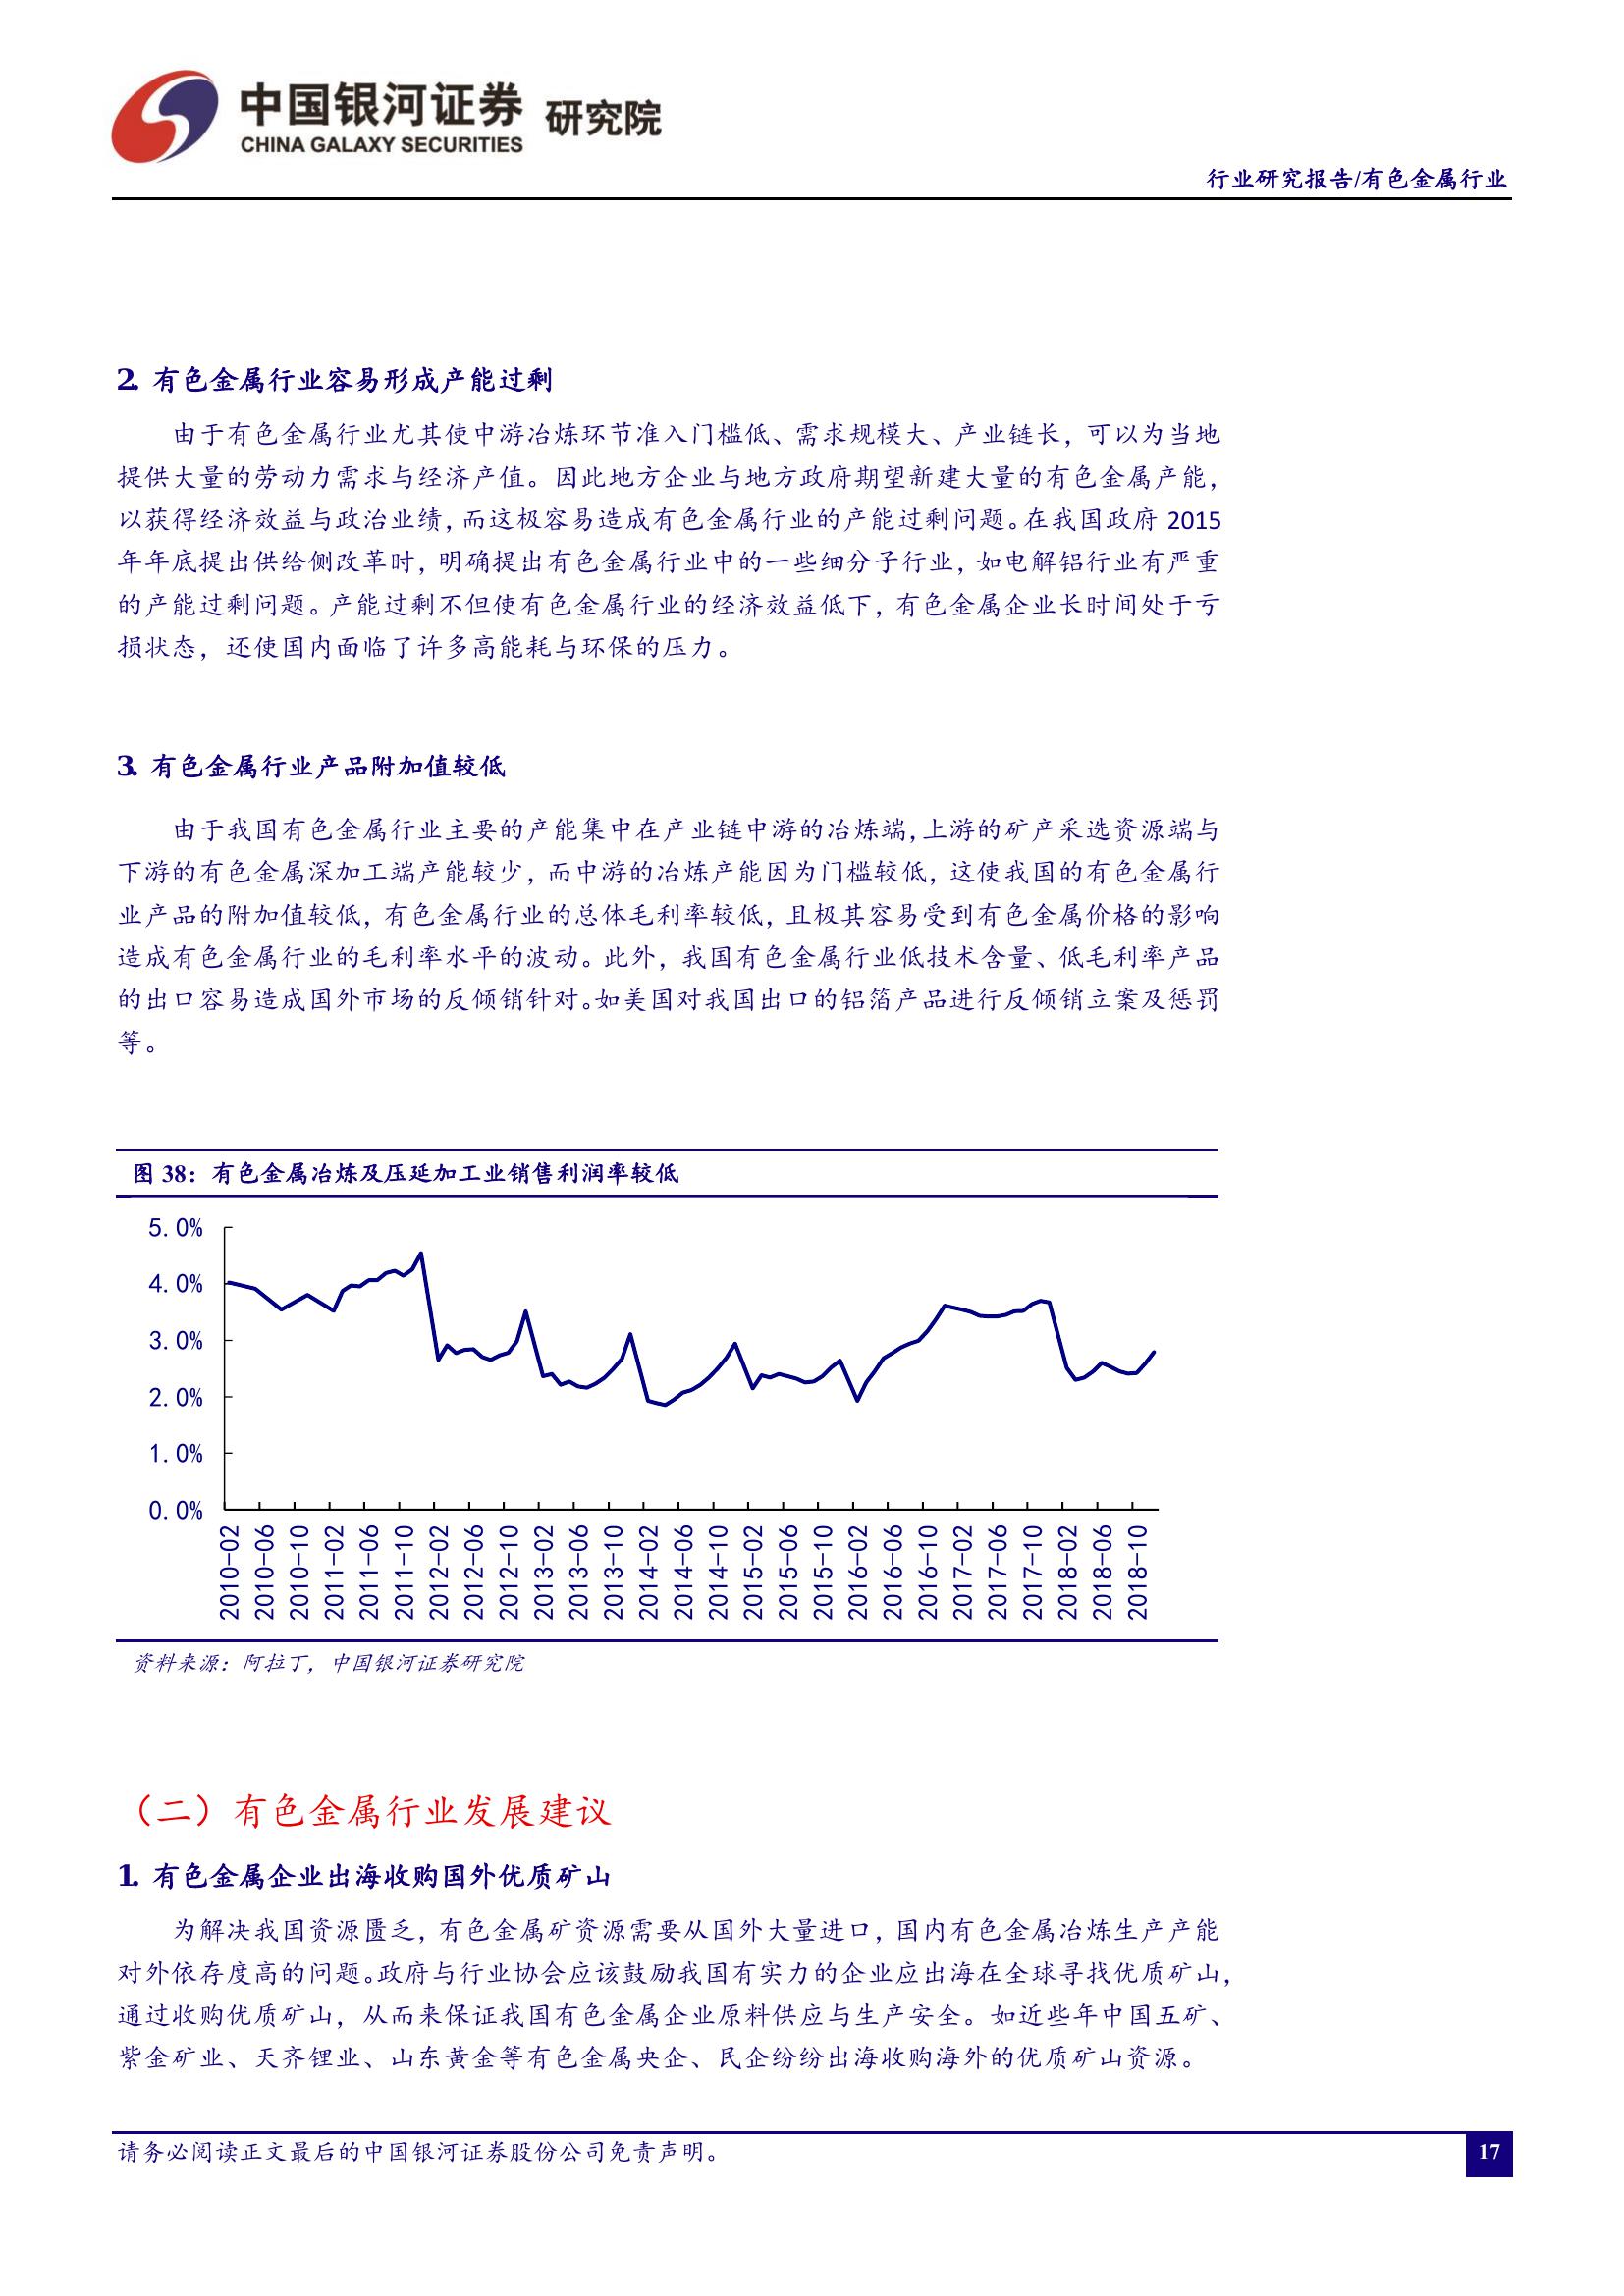 中国银河证券 研究院
CHINA GALAXY SECURITIES
行业研究报告/有色金属行业
2. 有色金属行业容易形成产能过剩
由于有色金属行业尤其使中游冶炼环节准入门槛低、需求规模大、产业链长，可以为当地
提供大量的劳动力需求与经济产值。因此地方企业与地方政府期望新建大量的有色金属产能，
以获得经济效益与政治业绩，而这极容易造成有色金属行业的产能过剩问题。在我国政府 2015
年年底提出供给侧改革时，明确提出有色金属行业中的一些细分子行业，如电解铝行业有严重
的产能过剩问题。产能过剩不但使有色金属行业的经济效益低下，有色金属企业长时间处于亏
损状态，还使国内面临了许多高能耗与环保的压力。
3. 有色金属行业产品附加值较低
由于我国有色金属行业主要的产能集中在产业链中游的冶炼端，上游的矿产采选资源端与
下游的有色金属深加工端产能较少，而中游的冶炼产能因为门槛较低，这使我国的有色金属行
业产品的附加值较低，有色金属行业的总体毛利率较低，且极其容易受到有色金属价格的影响
造成有色金属行业的毛利率水平的波动。此外，我国有色金属行业低技术含量、低毛利率产品
的出口容易造成国外市场的反倾销针对。如美国对我国出口的铝箔产品进行反倾销立案及惩罚
等。
图 38：有色金属冶炼及压延加工业销售利润率较低
5.0%
4.0%
3.0%
2.0%
1.0%
0.0%
2010-02
2010-06
2010-10
2011-02
2011-06
2011-10
2012-02
2012-06
2012-10
2013-02
2013-06
2013-10
2014-02
2014-06
2014-10
2015-02
2015-06
2015-10
2016-02
2016-06
2016-10
2017-02
2017-06
2017-10
2018-02
2018-06
2018-10
资料来源：阿拉丁，中国银河证券研究院
（二）有色金属行业发展建议
1. 有色金属企业出海收购国外优质矿山
为解决我国资源匮乏，有色金属矿资源需要从国外大量进口，国内有色金属冶炼生产产能
对外依存度高的问题。政府与行业协会应该鼓励我国有实力的企业应出海在全球寻找优质矿山，
通过收购优质矿山，从而来保证我国有色金属企业原料供应与生产安全。如近些年中国五矿、
紫金矿业、天齐锂业、山东黄金等有色金属央企、民企纷纷出海收购海外的优质矿山资源。
请务必阅读正文最后的中国银河证券股份公司免责声明。
17